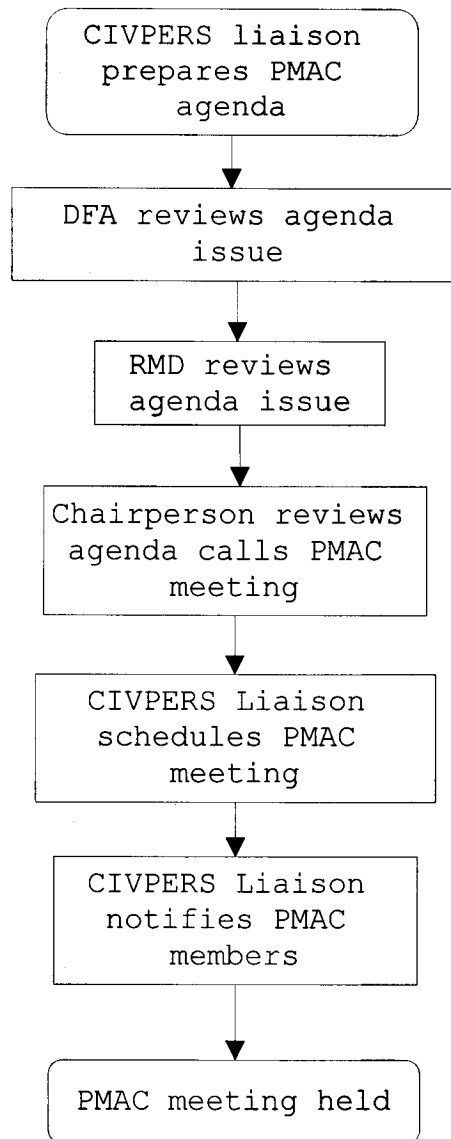 CIVPERS liaison
prepares PMAC
agenda
DFA reviews agenda
issue
RMD reviews
agenda issue
Chairperson reviews
agenda calls PMAC
meeting
CIVPERS Liaison
schedules PMAC
meeting
CIVPERS Liaison
notifies PMAC
members
PMAC meeting held